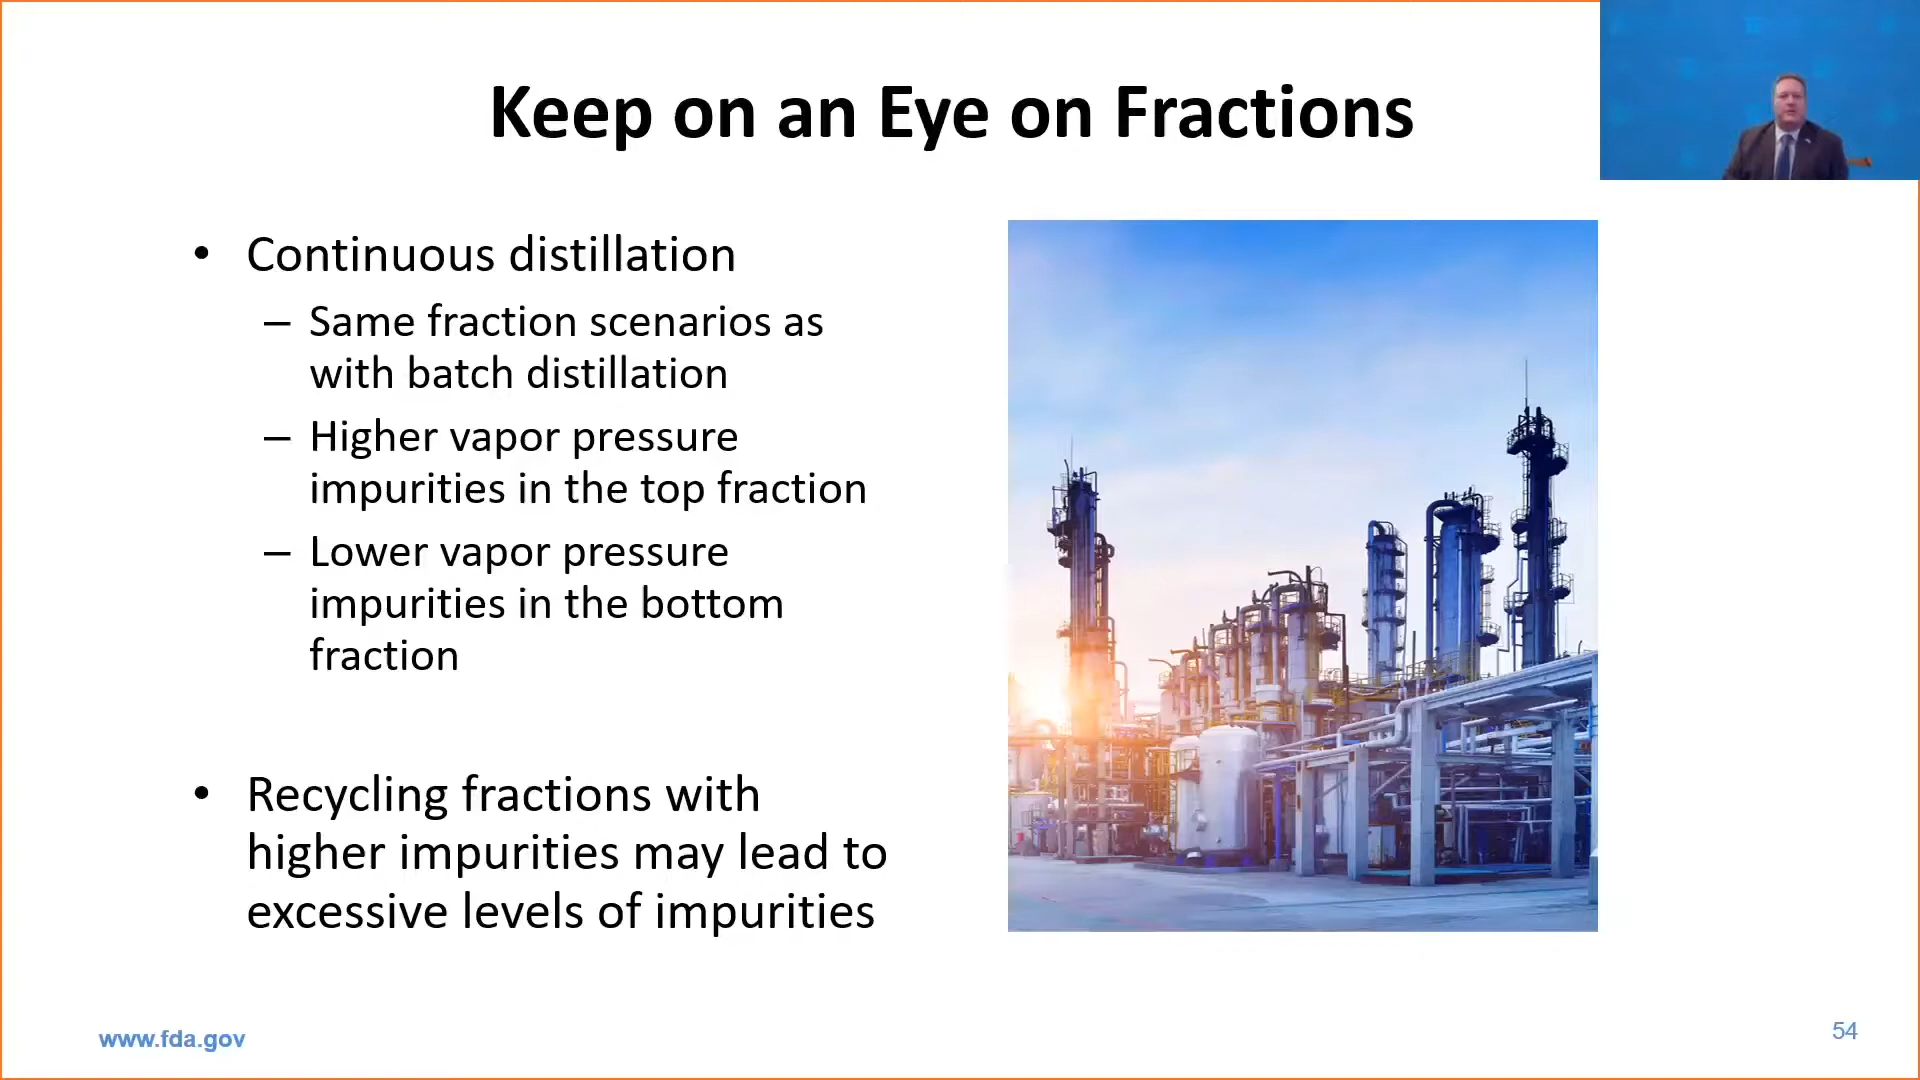 Keep on an Eye on Fractions
• Continuous distillation
– Same fraction scenarios as
with batch distillation
– Higher vapor pressure
impurities in the top fraction
– Lower vapor pressure
impurities in the bottom
fraction
• Recycling fractions with
higher impurities may lead to
excessive levels of impurities
www.fda.gov
54